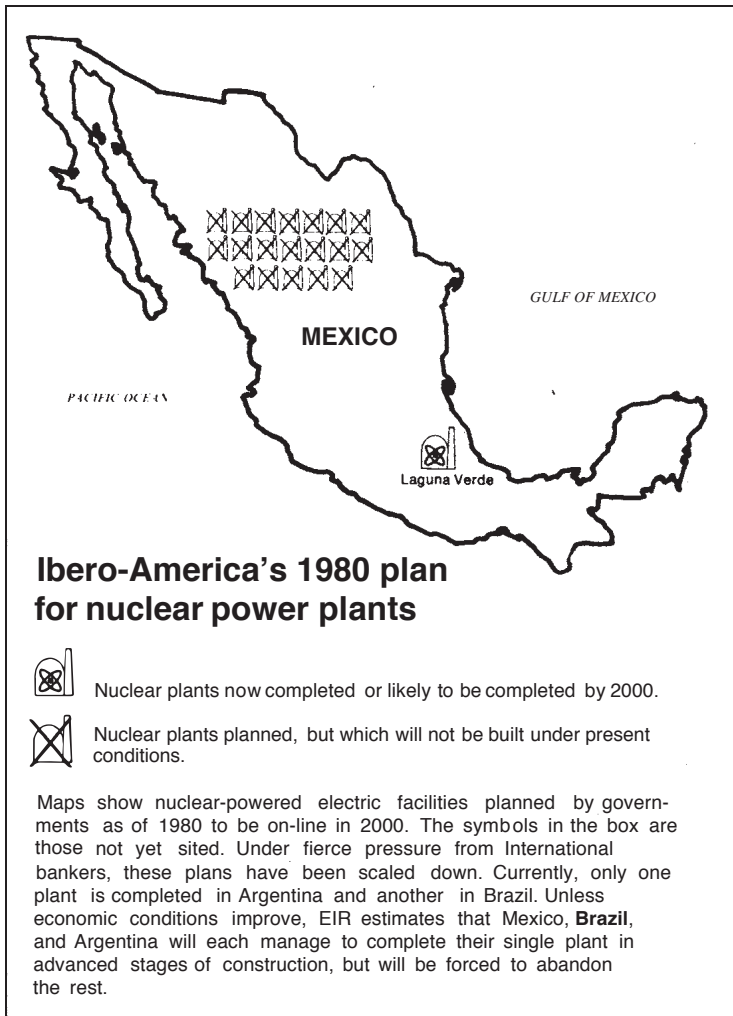 GULF OF MEXICO
MEXICO
PACIFIC OCEAN
Laguna Verde
Ibero-America's 1980 plan
for nuclear power plants
Nuclear plants now completed or likely to be completed by 2000.
Nuclear plants planned, but which will not be built under present
conditions.
Maps show nuclear-powered electric facilities planned by govern-
ments as of 1980 to be on-line in 2000. The symbols in the box are
those not yet sited. Under fierce pressure from International
bankers, these plans have been scaled down. Currently, only one
plant is completed in Argentina and another in Brazil. Unless
economic conditions improve, EIR estimates that Mexico, Brazil,
and Argentina will each manage to complete their single plant in
advanced stages of construction, but will be forced to abandon
the rest.